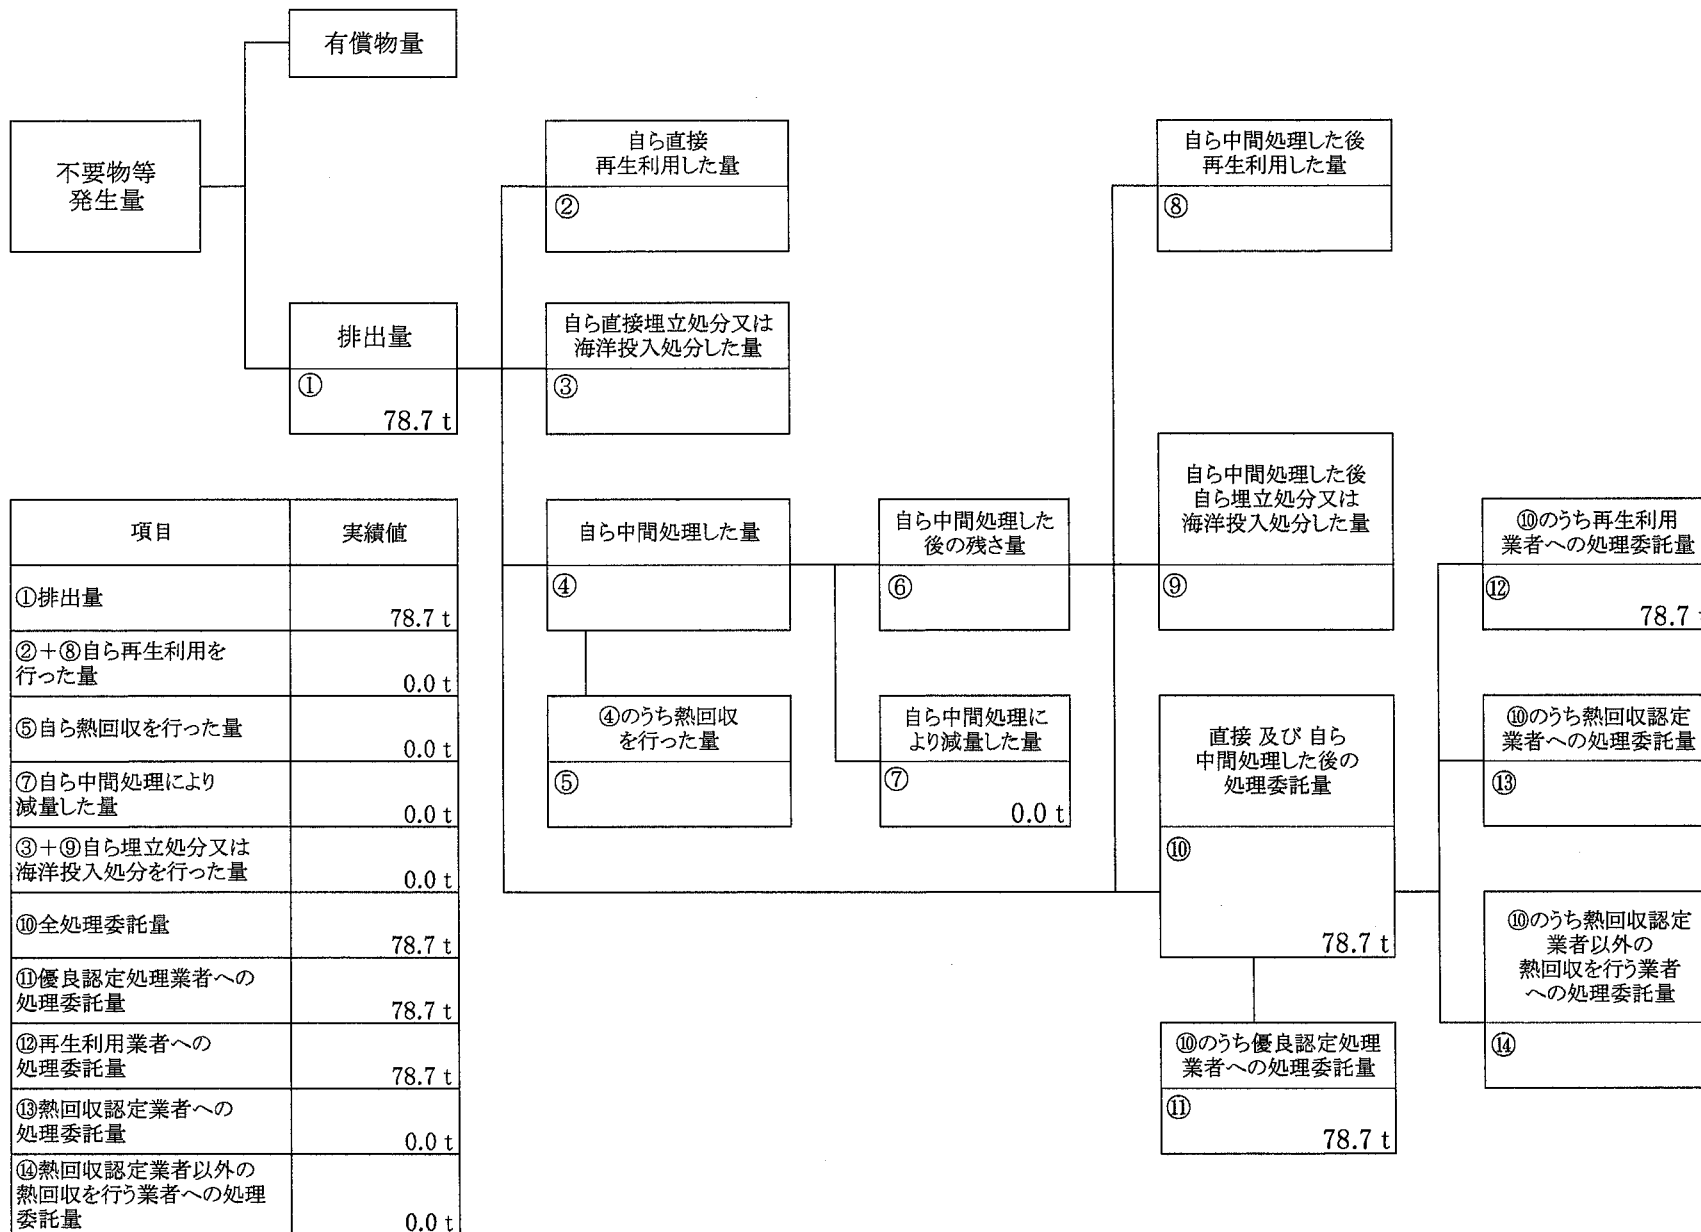 有償物量
不要物等
発生量
自ら直接
再生利用した量
②
自ら中間処理した後
再生利用した量
⑧
排出量
①
78.7 t
自ら直接埋立処分又は
海洋投入処分した量
③
自ら中間処理した量
④
自ら中間処理した
後の残さ量
⑥
自ら中間処理した後
自ら埋立処分又は
海洋投入処分した量
⑨
⑩のうち再生利用
業者への処理委託量
⑫
78.7 t
④のうち熱回収
を行った量
⑤
自ら中間処理に
より減量した量
⑦
0.0 t
直接 及び 自ら
中間処理した後の
処理委託量
⑩
78.7 t
⑩のうち熱回収認定
業者への処理委託量
⑬
⑩のうち熱回収認定
業者以外の
熱回収を行う業者
への処理委託量
⑭
⑩のうち優良認定処理
業者への処理委託量
⑪
78.7 t
項目 実績値
①排出量
78.7 t
②+⑧自ら再生利用を
行った量
0.0 t
⑤自ら熱回収を行った量
0.0 t
⑦自ら中間処理により
減量した量
0.0 t
③+⑨自ら埋立処分又は
海洋投入処分を行った量
0.0 t
⑩全処理委託量
78.7 t
⑪優良認定処理業者への
処理委託量
78.7 t
⑫再生利用業者への
処理委託量
78.7 t
⑬熱回収認定業者への
処理委託量
0.0 t
⑭熱回収認定業者以外の
熱回収を行う業者への処理
委託量
0.0 t